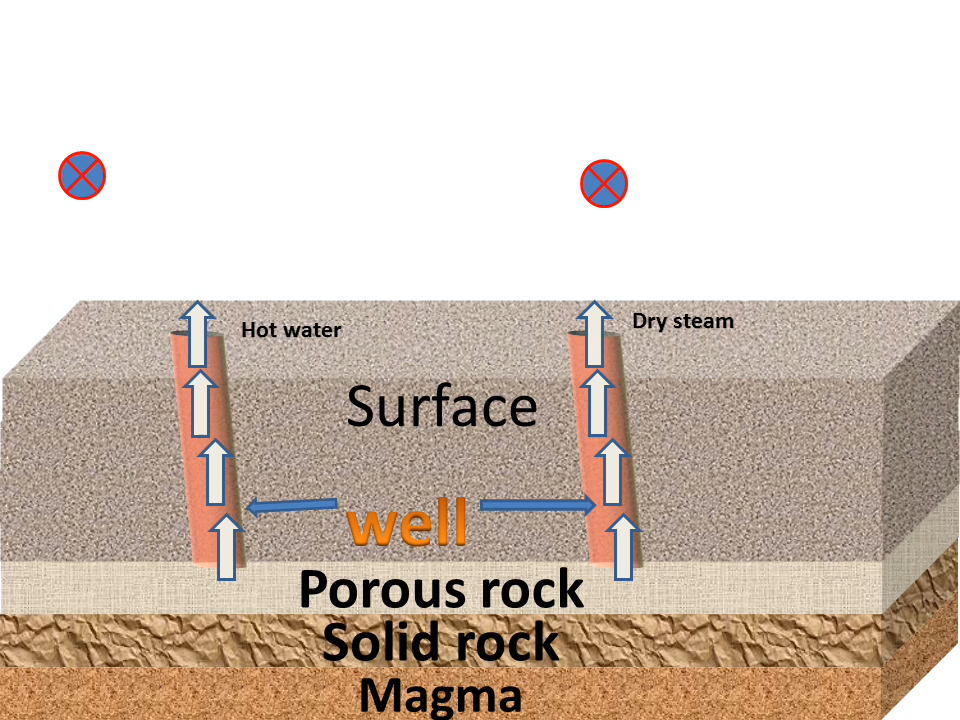 Hot water
Dry steam
Surface
well
Porous rock
Solid rock
Magma